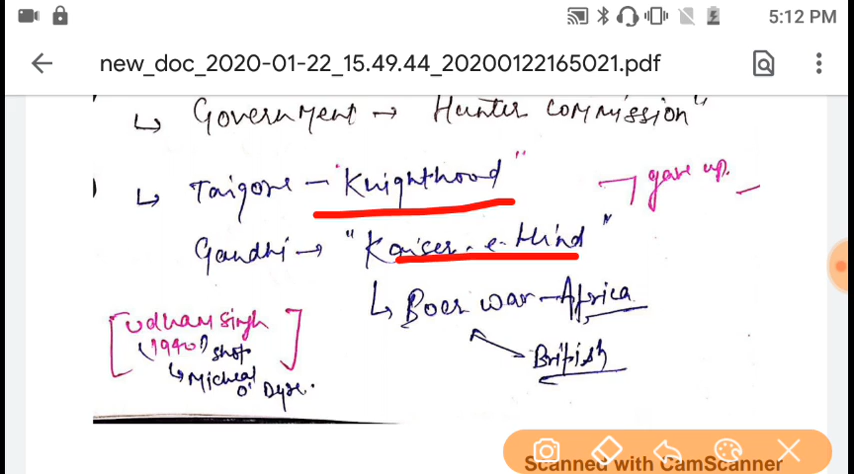 5:12 PM
new_doc_2020-01-22_15.49.44_20200122165021.pdf
↳ Government → Hunter commission"
) ↳ Taigore – "Knighthood" → gave up.
Gandhi → "Kaiser-e-Hind"
↳ Boer war – Africa
British
[Udham Singh
(1940) shot
↳ Micheal
O' Dyer.]
Scanned with CamScanner